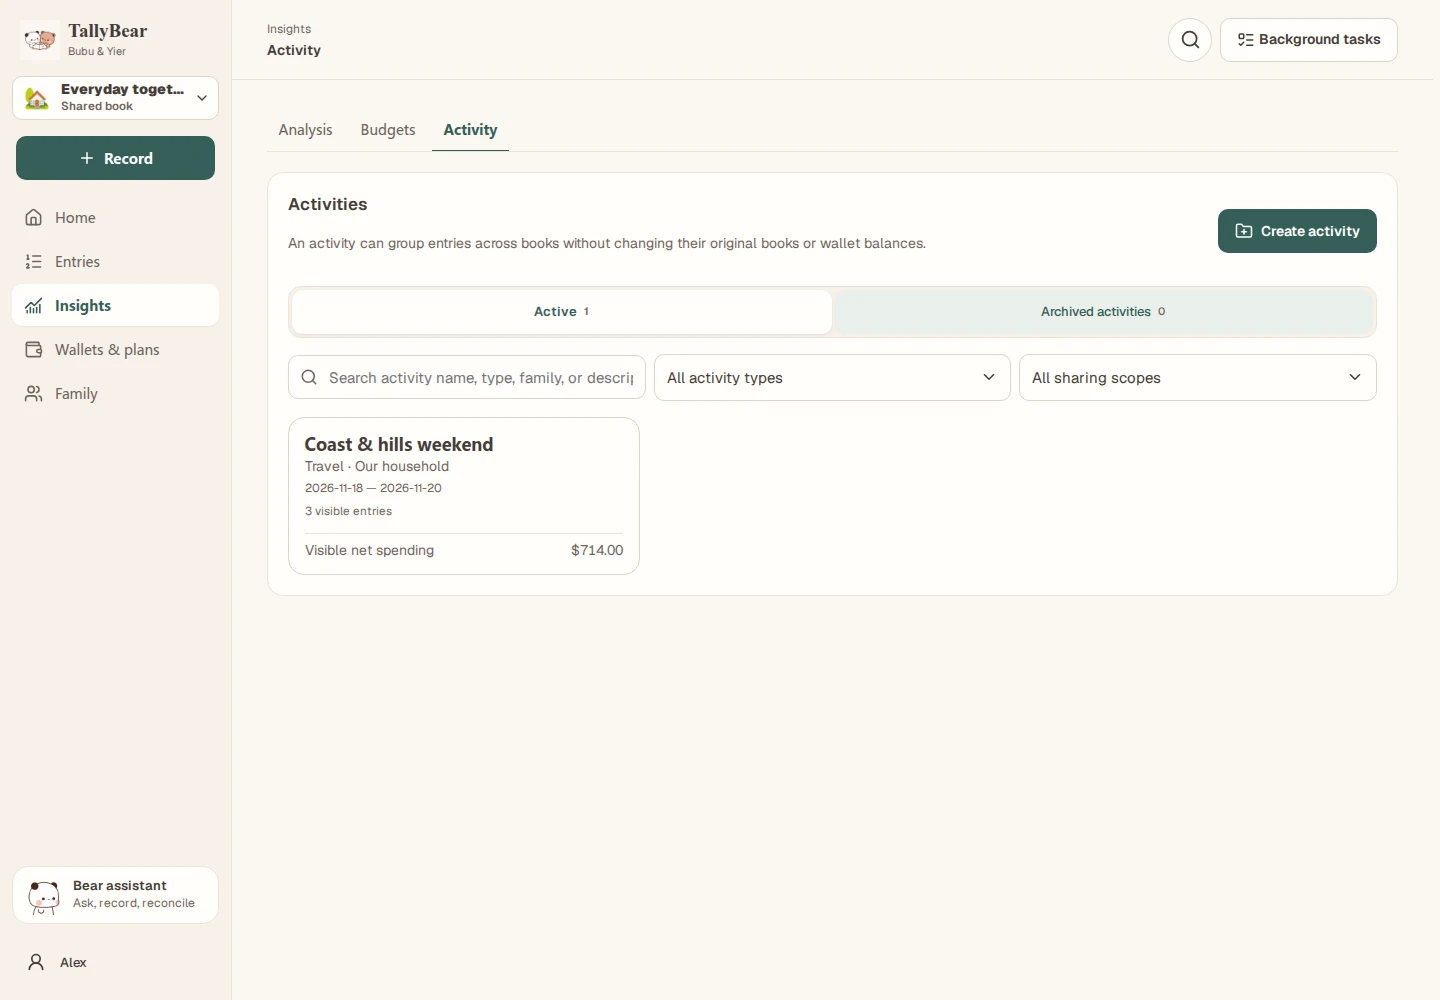 TallyBear
Bubu & Yier
Everyday toget...
Shared book
Record
Home
Entries
Insights
Wallets & plans
Family
Bear assistant
Ask, record, reconcile
Alex
Insights
Activity
Background tasks
Analysis
Budgets
Activity
Activities
An activity can group entries across books without changing their original books or wallet balances.
Create activity
Active 1
Archived activities 0
Search activity name, type, family, or descrip
All activity types
All sharing scopes
Coast & hills weekend
Travel · Our household
2026-11-18 — 2026-11-20
3 visible entries
Visible net spending $714.00